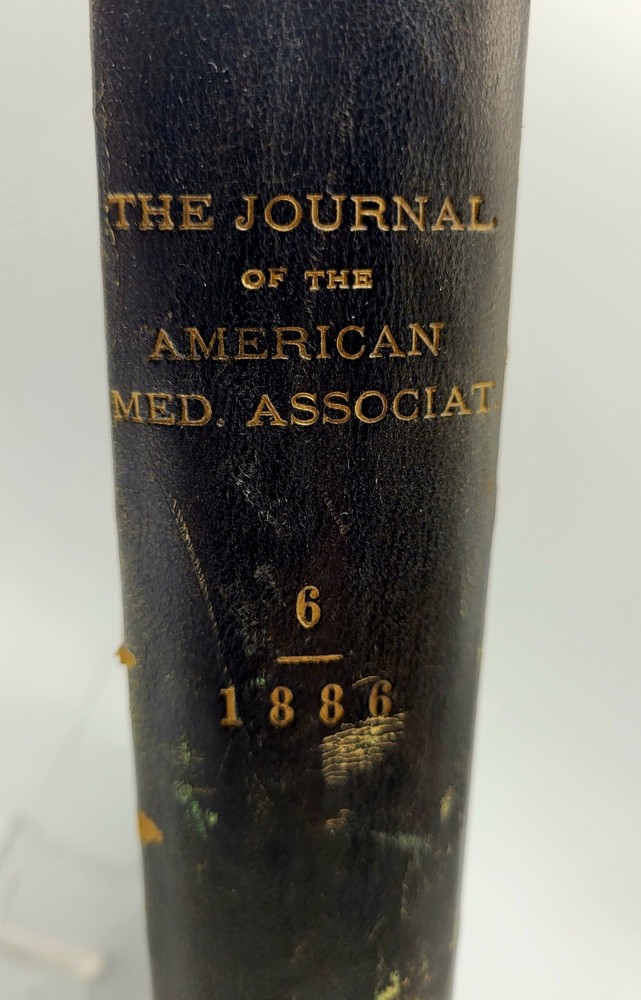 THE JOURNAL
OF THE
AMERICAN
MED. ASSOCIAT.
6
1886